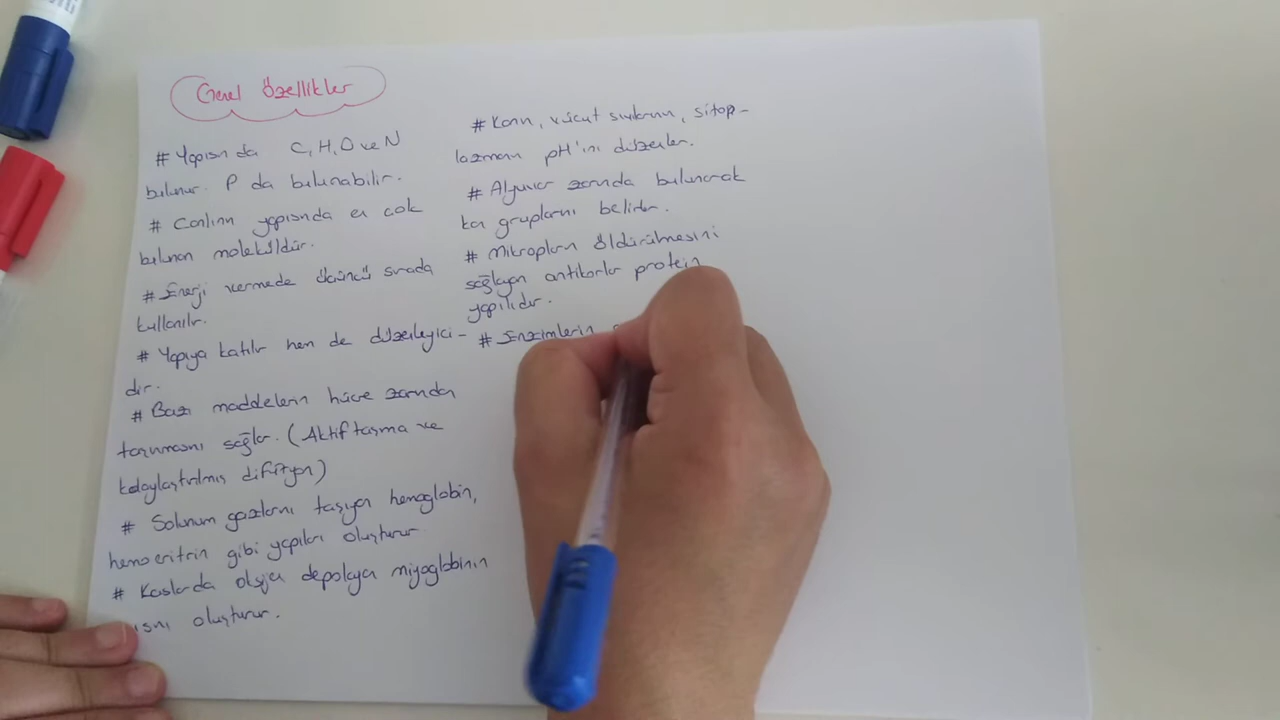 Genel Özellikler
# Yapısında C, H, O ve N
bulunur. P da bulunabilir.
# Canlının yapısında en çok
bulunan moleküldür.
# Enerji vermede üçüncü sırada
kullanılır.
# Yapıya katılır hem de düzenleyici-
dir.
# Bazı maddelerin hücre zarında
taşınmasını sağlar. (Aktif taşıma ve
kolaylaştırılmış difüzyon)
# Solunum gazlarını taşıyan hemoglobin,
hemoeritrin gibi yapıları oluşturur.
# Kaslarda oksijen depolayan miyoglobinin
oluşturur.
# Kanın, vücut sıvılarının, sitop-
lazmanın pH'ını düzenler.
# Alyuvar zarında bulunarak
kan gruplarını belirler.
# Mikropların öldürülmesini
sağlayan antikorlar protein
yapılıdır.
# Enzimlerin